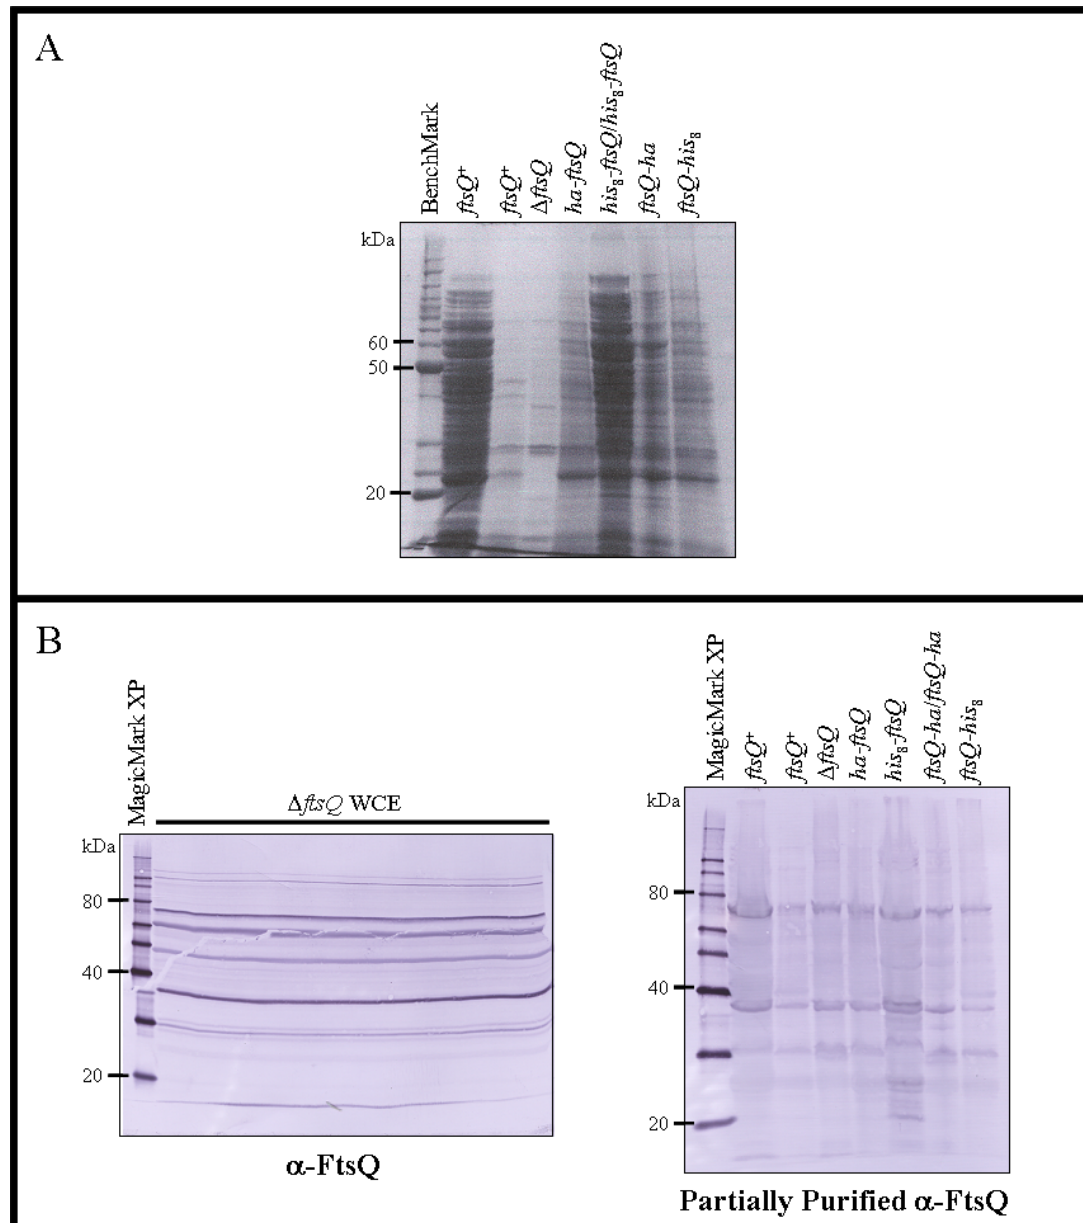 A
BenchMark
ftsQ⁺
ftsQ⁺
ΔftsQ
ha-ftsQ
his₈-ftsQ/his₈-ftsQ
ftsQ-ha
ftsQ-his₈
kDa
60
50
20
B
MagicMark XP
ΔftsQ WCE
kDa
80
40
20
α-FtsQ
MagicMark XP
ftsQ⁺
ftsQ⁺
ΔftsQ
ha-ftsQ
his₈-ftsQ
ftsQ-ha/ftsQ-ha
ftsQ-his₈
kDa
80
40
20
Partially Purified α-FtsQ